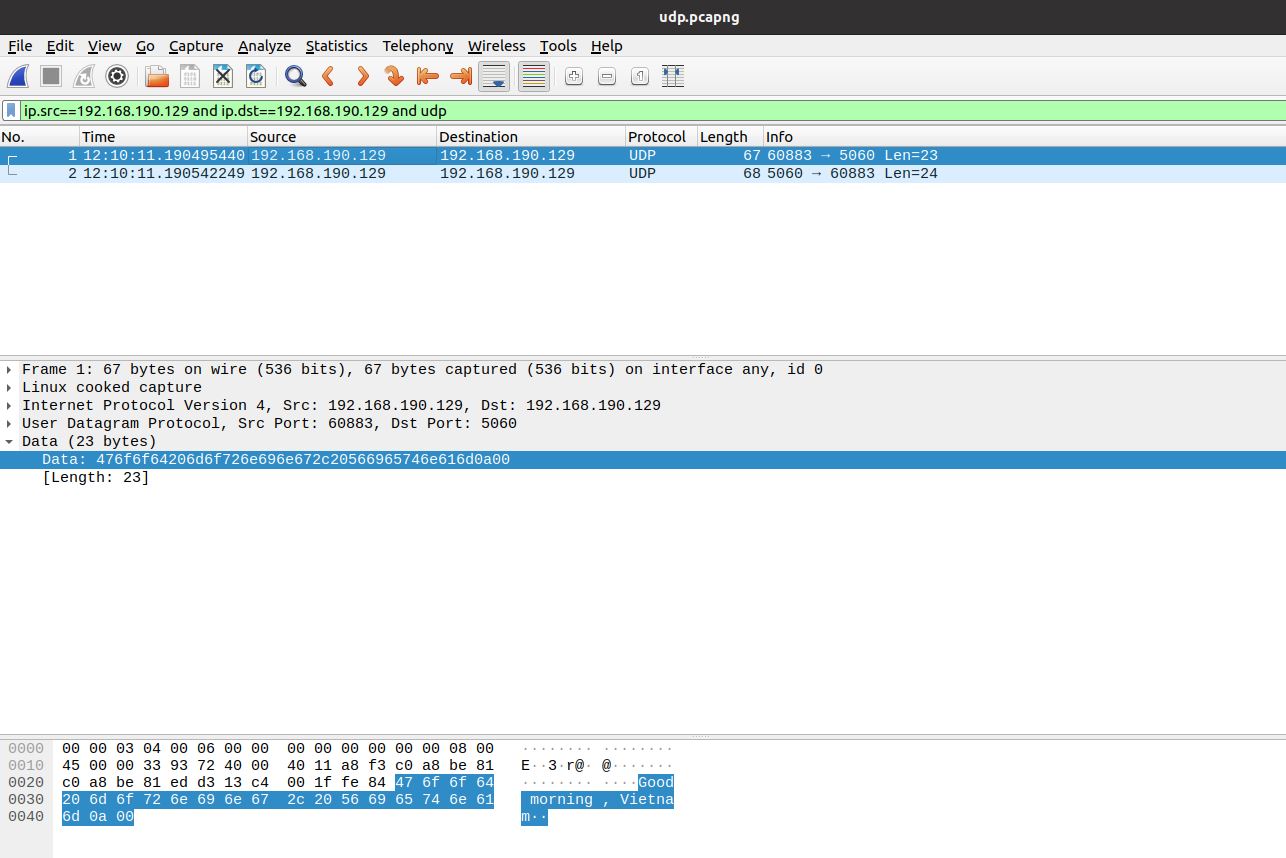 udp.pcapng
File Edit View Go Capture Analyze Statistics Telephony Wireless Tools Help
ip.src==192.168.190.129 and ip.dst==192.168.190.129 and udp
No. Time Source Destination Protocol Length Info
1 12:10:11.190495440 192.168.190.129 192.168.190.129 UDP 67 60883 → 5060 Len=23
2 12:10:11.190542249 192.168.190.129 192.168.190.129 UDP 68 5060 → 60883 Len=24
Frame 1: 67 bytes on wire (536 bits), 67 bytes captured (536 bits) on interface any, id 0
Linux cooked capture
Internet Protocol Version 4, Src: 192.168.190.129, Dst: 192.168.190.129
User Datagram Protocol, Src Port: 60883, Dst Port: 5060
Data (23 bytes)
Data: 476f6f64206d6f726e696e672c20566965746e616d0a00
[Length: 23]
0000 00 00 03 04 00 06 00 00 00 00 00 00 00 00 08 00 ········ ········
0010 45 00 00 33 93 72 40 00 40 11 a8 f3 c0 a8 be 81 E··3·r@· @·······
0020 c0 a8 be 81 ed d3 13 c4 00 1f fe 84 47 6f 6f 64 ········ ····Good
0030 20 6d 6f 72 6e 69 6e 67 2c 20 56 69 65 74 6e 61 morning , Vietna
0040 6d 0a 00 m··